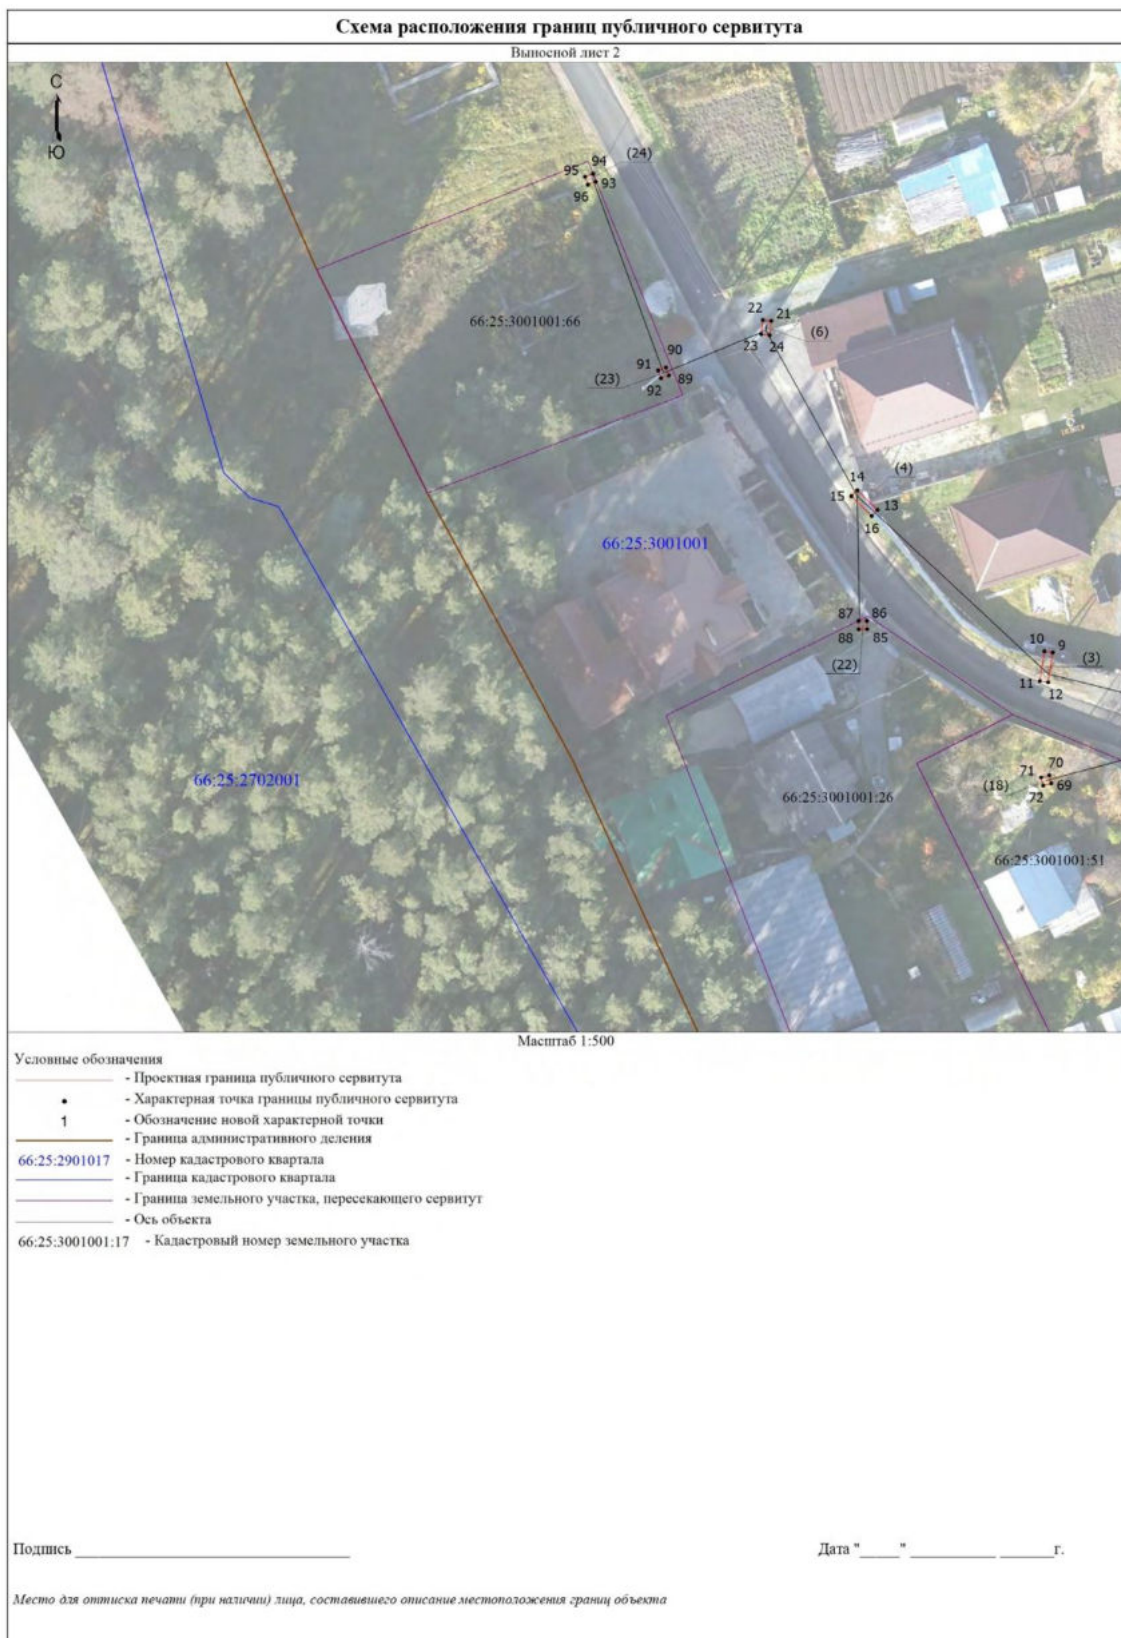 Схема расположения границ публичного сервитута
Выносной лист 2
С
Ю
94
(24)
95
93
96
66:25:3001001:66
22
21
(6)
23
24
90
91
(23)
89
92
14
(4)
15
13
16
66:25:3001001
87
86
88
85
(22)
10
9
(3)
11
12
66:25:2702001
70
71
(18)
69
72
66:25:3001001:26
66:25:3001001:51
Масштаб 1:500
Условные обозначения
- Проектная граница публичного сервитута
- Характерная точка границы публичного сервитута
1 - Обозначение новой характерной точки
- Граница административного деления
66:25:2901017 - Номер кадастрового квартала
- Граница кадастрового квартала
- Граница земельного участка, пересекающего сервитут
- Ось объекта
66:25:3001001:17 - Кадастровый номер земельного участка
Подпись ____________ Дата "_____" ___________ _______г.
Место для оттиска печати (при наличии) лица, составившего описание местоположения границ объекта